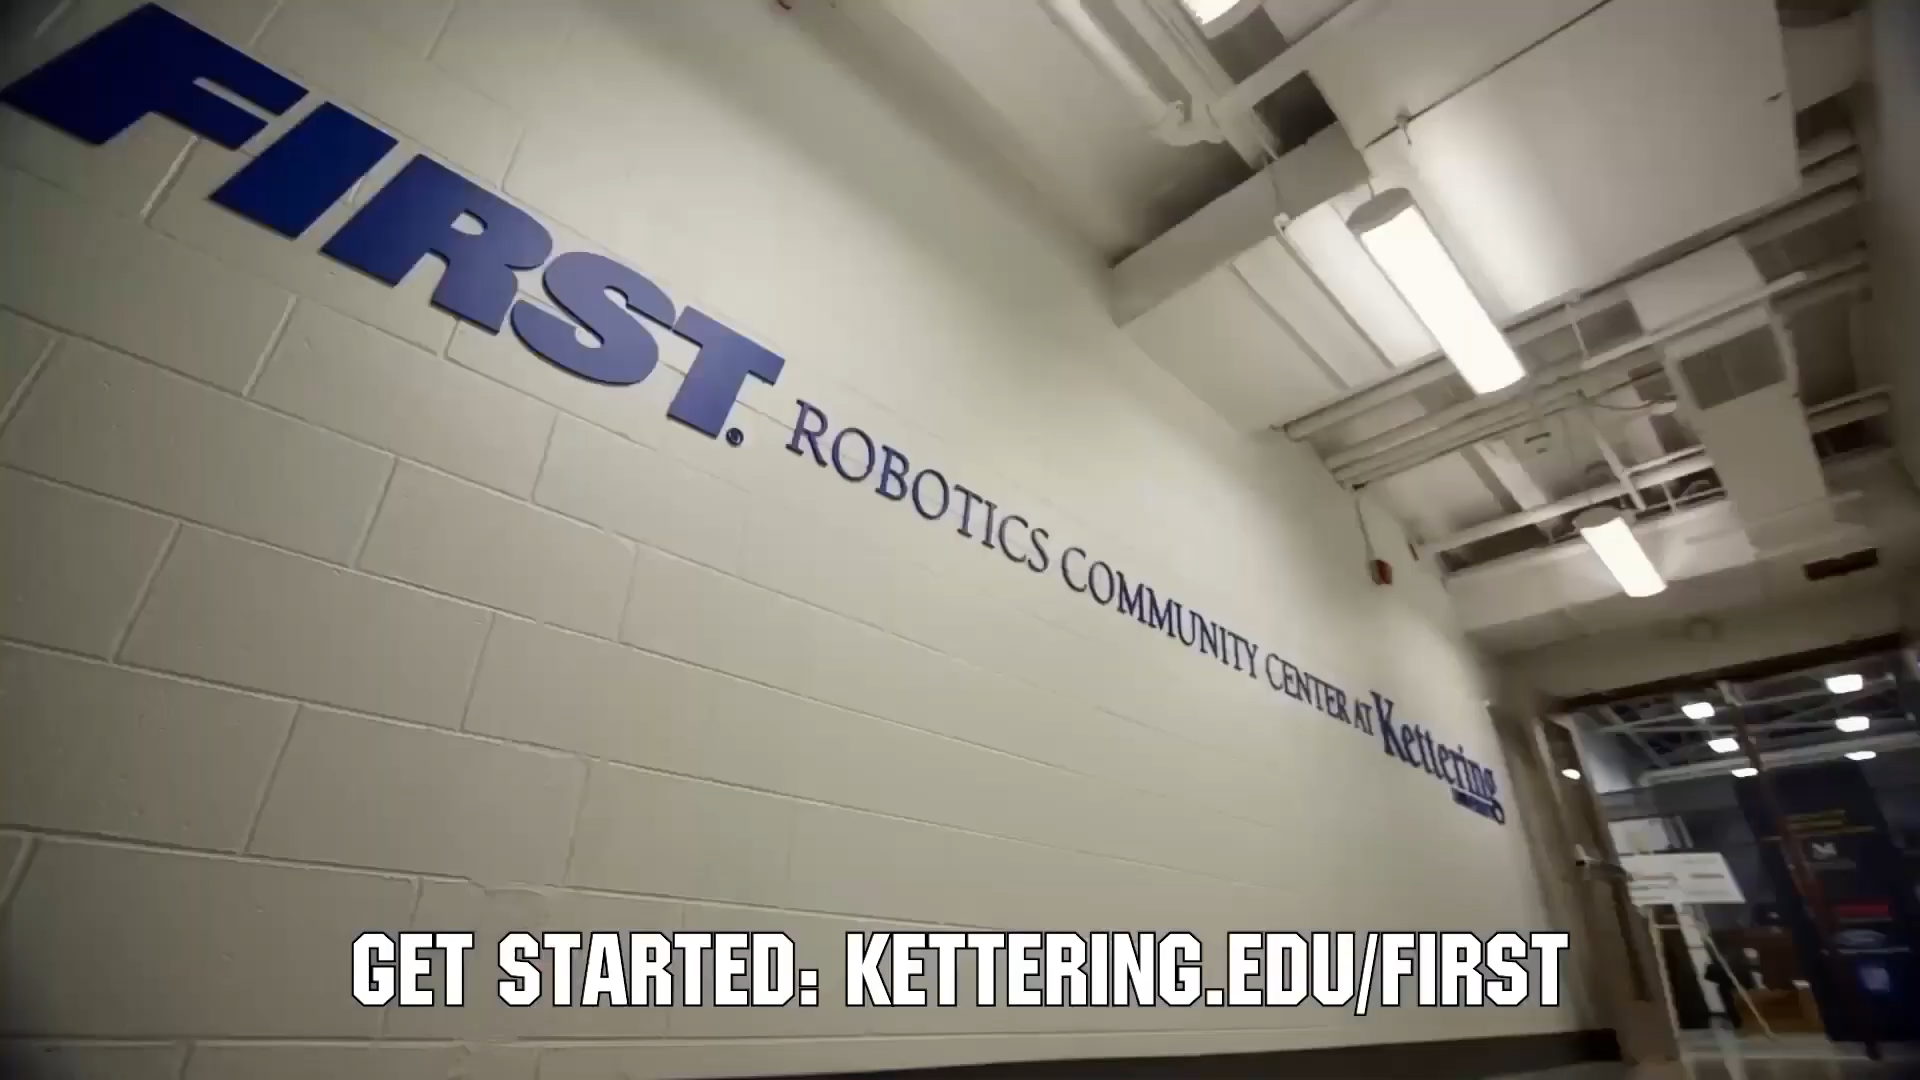 FIRST® ROBOTICS COMMUNITY CENTER AT Kettering
GET STARTED: KETTERING.EDU/FIRST